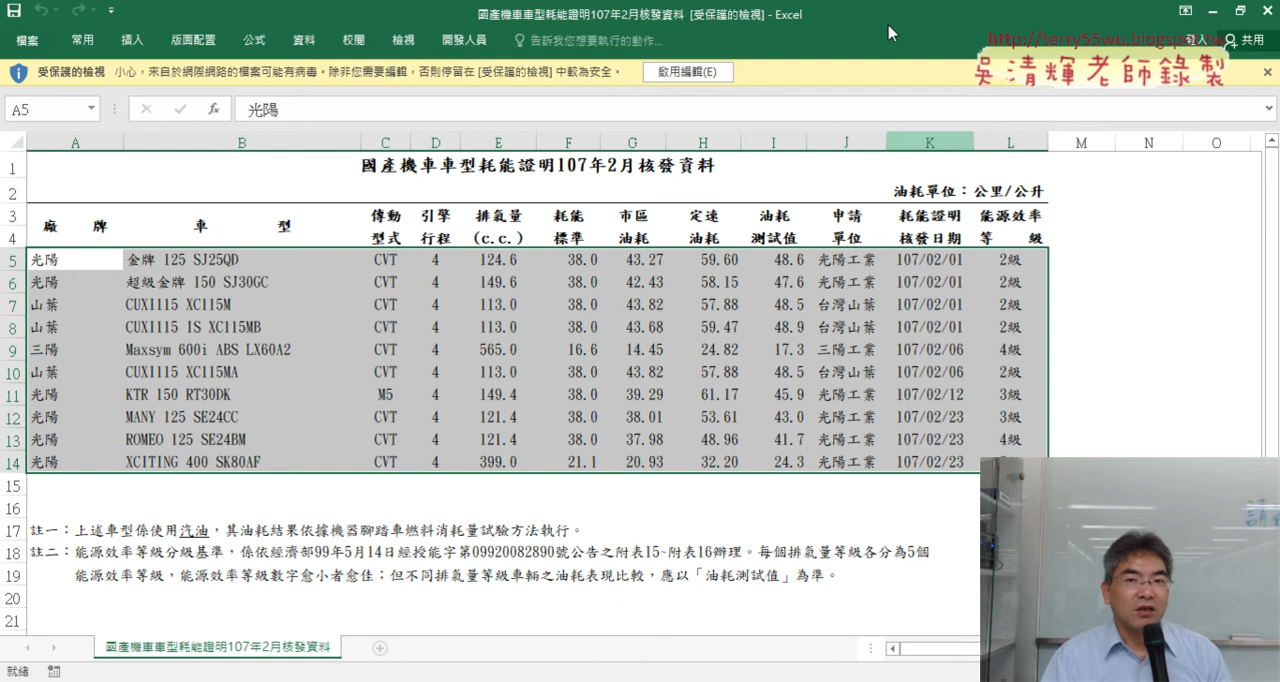 國產機車車型耗能證明107年2月核發資料 [受保護的檢視] - Excel
檔案 常用 插入 版面配置 公式 資料 校閱 檢視 開發人員 告訴我您想要執行的動作... 登入 共用
http://terry55wu.blogspot.tw
吳清輝老師錄製
受保護的檢視 小心，來自於網際網路的檔案可能有病毒。除非您需要編輯，否則停留在 [受保護的檢視] 中較為安全。 啟用編輯(E)
A5 fx 光陽
A B C D E F G H I J K L M N O
1 國產機車車型耗能證明107年2月核發資料
2 油耗單位：公里/公升
3 廠 牌 車 型 傳動 引擎 排氣量 耗能 市區 定速 油耗 申請 耗能證明 能源效率
4 型式 行程 (c.c.) 標準 油耗 油耗 測試值 單位 核發日期 等 級
5 光陽 金牌 125 SJ25QD CVT 4 124.6 38.0 43.27 59.60 48.6 光陽工業 107/02/01 2級
6 光陽 超級金牌 150 SJ30GC CVT 4 149.6 38.0 42.43 58.15 47.6 光陽工業 107/02/01 2級
7 山葉 CUXI115 XC115M CVT 4 113.0 38.0 43.82 57.88 48.5 台灣山葉 107/02/01 2級
8 山葉 CUXI115 IS XC115MB CVT 4 113.0 38.0 43.68 59.47 48.9 台灣山葉 107/02/01 2級
9 三陽 Maxsym 600i ABS LX60A2 CVT 4 565.0 16.6 14.45 24.82 17.3 三陽工業 107/02/06 4級
10 山葉 CUXI115 XC115MA CVT 4 113.0 38.0 43.82 57.88 48.5 台灣山葉 107/02/06 2級
11 光陽 KTR 150 RT30DK M5 4 149.4 38.0 39.29 61.17 45.9 光陽工業 107/02/12 3級
12 光陽 MANY 125 SE24CC CVT 4 121.4 38.0 38.01 53.61 43.0 光陽工業 107/02/23 3級
13 光陽 ROMEO 125 SE24BM CVT 4 121.4 38.0 37.98 48.96 41.7 光陽工業 107/02/23 4級
14 光陽 XCITING 400 SK80AF CVT 4 399.0 21.1 20.93 32.20 24.3 光陽工業 107/02/23
15
16
17 註一：上述車型係使用汽油，其油耗結果依據機器腳踏車燃料消耗量試驗方法執行。
18 註二：能源效率等級分級基準，係依經濟部99年5月14日經授能字第09920082890號公告之附表15~附表16辦理。每個排氣量等級各分為5個
19 能源效率等級，能源效率等級數字愈小者愈佳；但不同排氣量等級車輛之油耗表現比較，應以「油耗測試值」為準。
20
21
國產機車車型耗能證明107年2月核發資料
就緒